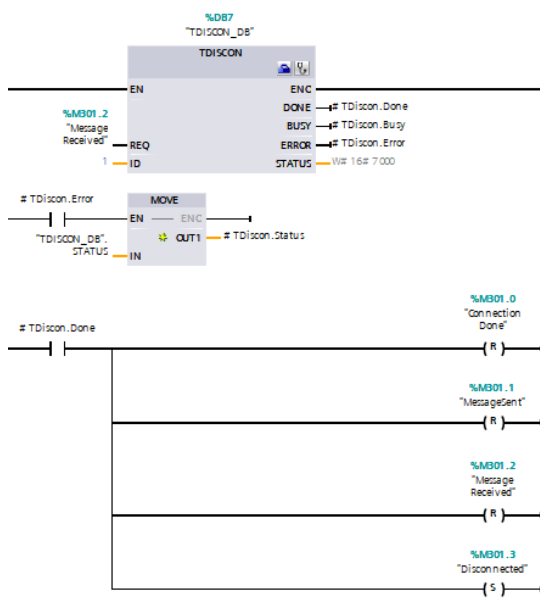 %DB7
"TDISCON_DB"
TDISCON
EN
ENC
DONE
# TDiscon.Done
BUSY
# TDiscon.Busy
%M301.2
"Message
Received"
REQ
ERROR
# TDiscon.Error
1
ID
STATUS
W# 16# 7000
# TDiscon.Error
MOVE
EN
ENC
"TDISCON_DB".
STATUS
IN
OUT1
# TDiscon.Status
%M301.0
"Connection
Done"
# TDiscon.Done
R
%M301.1
"MessageSent"
R
%M301.2
"Message
Received"
R
%M301.3
"Disconnected"
S